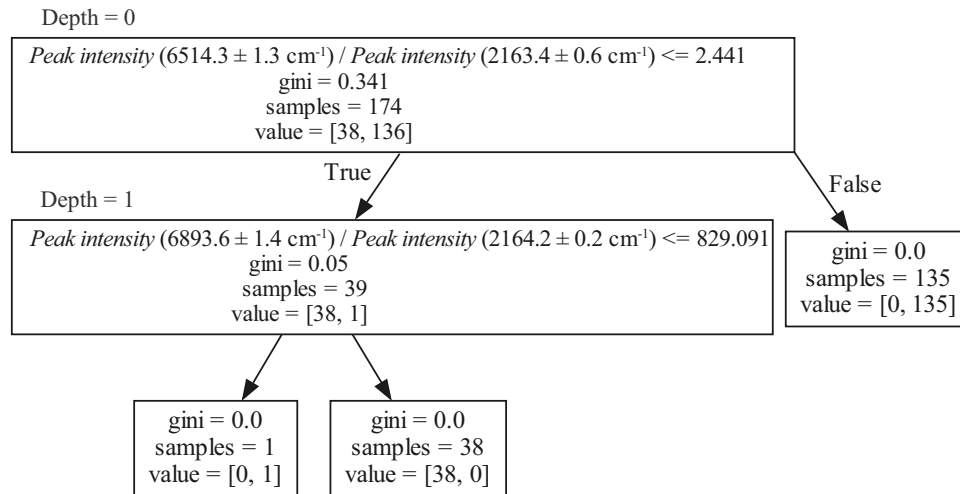 Depth = 0
Peak intensity (6514.3 ± 1.3 cm⁻¹) / Peak intensity (2163.4 ± 0.6 cm⁻¹) <= 2.441
gini = 0.341
samples = 174
value = [38, 136]
True
False
Depth = 1
Peak intensity (6893.6 ± 1.4 cm⁻¹) / Peak intensity (2164.2 ± 0.2 cm⁻¹) <= 829.091
gini = 0.05
samples = 39
value = [38, 1]
gini = 0.0
samples = 135
value = [0, 135]
gini = 0.0
samples = 1
value = [0, 1]
gini = 0.0
samples = 38
value = [38, 0]